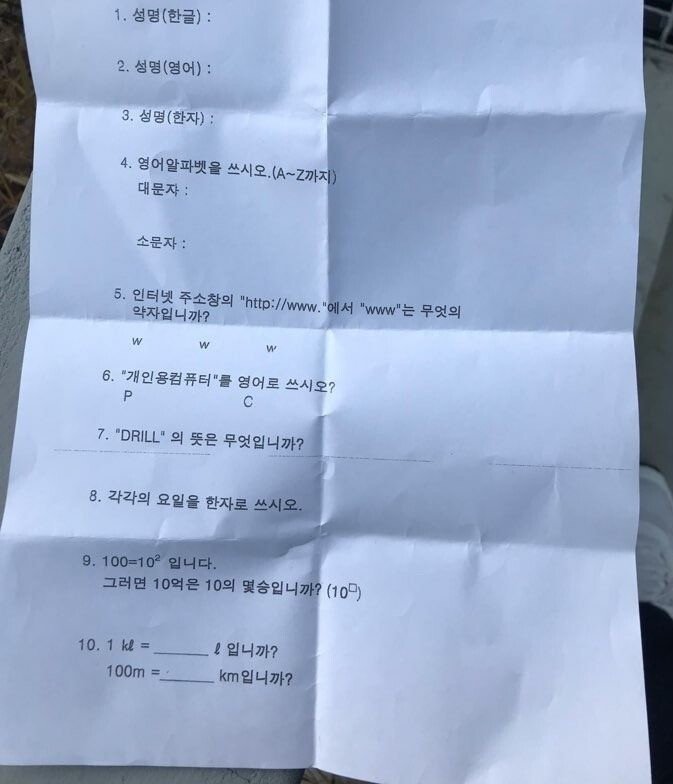 1. 성명(한글) :
2. 성명(영어) :
3. 성명(한자) :
4. 영어알파벳을 쓰시오.(A~Z까지)
대문자 :
소문자 :
5. 인터넷 주소창의 "http://www."에서 "www"는 무엇의
약자입니까?
w w w
6. "개인용컴퓨터"를 영어로 쓰시오?
P C
7. "DRILL" 의 뜻은 무엇입니까?
8. 각각의 요일을 한자로 쓰시오.
9. 100=10² 입니다.
그러면 10억은 10의 몇승입니까? (10□)
10. 1 kℓ = ______ ℓ 입니까?
100m =______ km입니까?